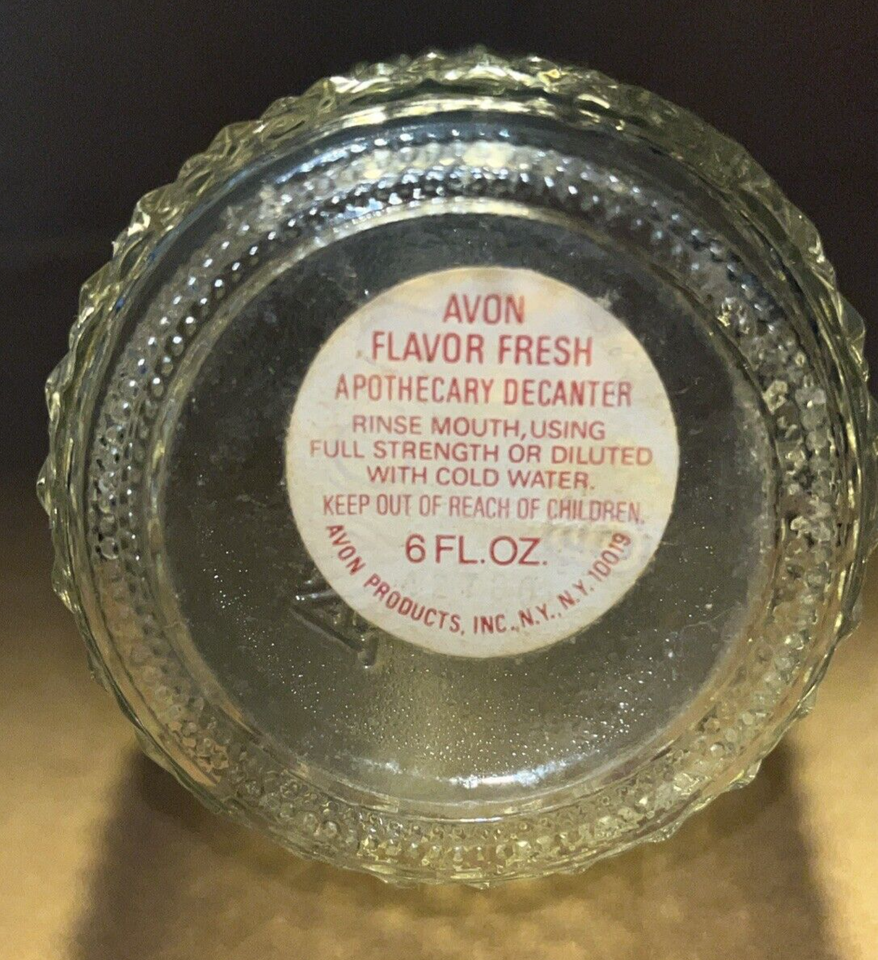 AVON
FLAVOR FRESH
APOTHECARY DECANTER
RINSE MOUTH, USING
FULL STRENGTH OR DILUTED
WITH COLD WATER.
KEEP OUT OF REACH OF CHILDREN.
6 FL.OZ.
AVON PRODUCTS, INC., N.Y., N.Y. 10019